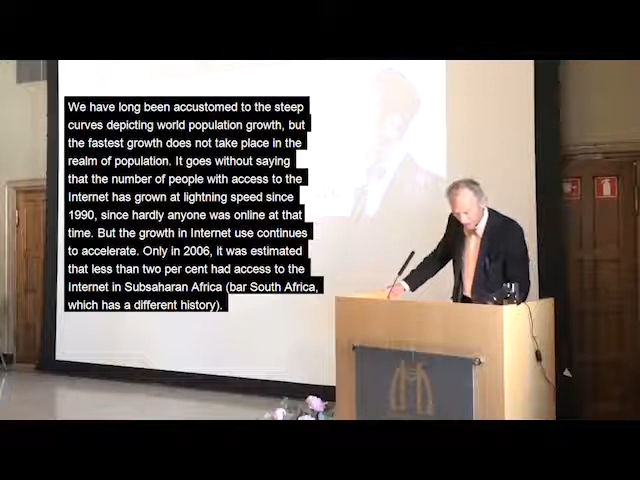 We have long been accustomed to the steep
curves depicting world population growth, but
the fastest growth does not take place in the
realm of population. It goes without saying
that the number of people with access to the
Internet has grown at lightning speed since
1990, since hardly anyone was online at that
time. But the growth in Internet use continues
to accelerate. Only in 2006, it was estimated
that less than two per cent had access to the
Internet in Subsaharan Africa (bar South Africa,
which has a different history).